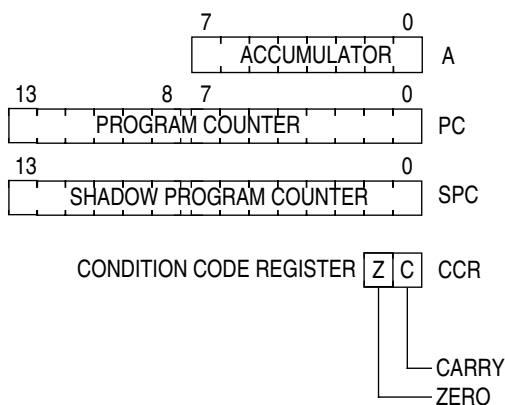 7 0
ACCUMULATOR A
13 8 7 0
PROGRAM COUNTER PC
13 0
SHADOW PROGRAM COUNTER SPC
CONDITION CODE REGISTER Z C CCR
CARRY
ZERO